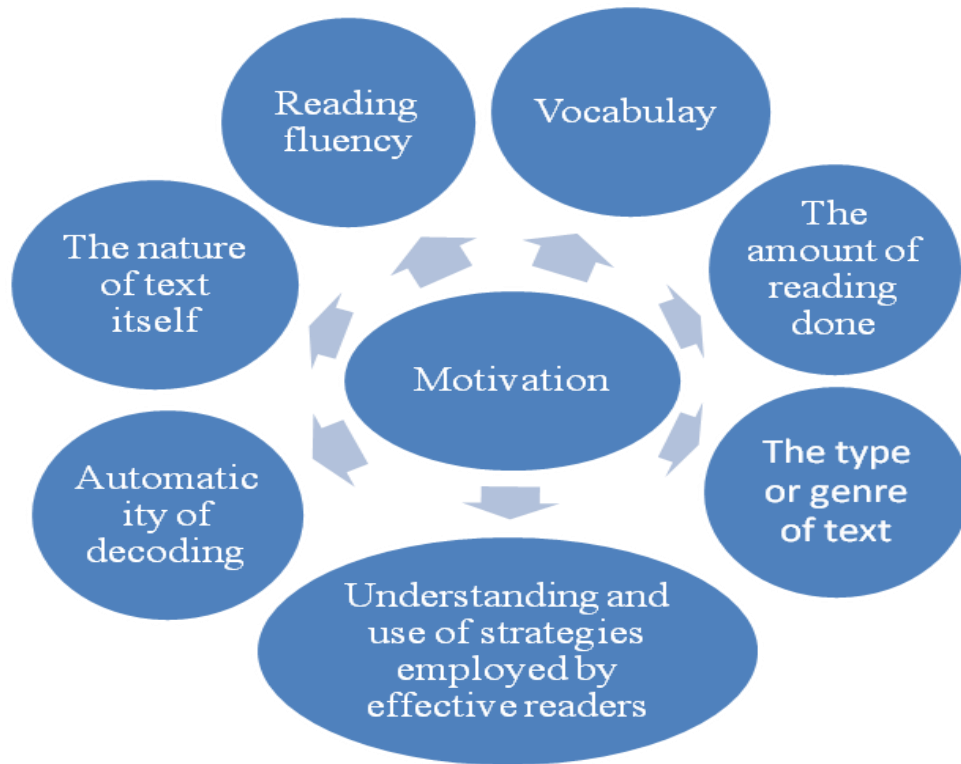 Reading
fluency
Vocabulay
The nature
of text
itself
The
amount of
reading
done
Motivation
Automatic
ity of
decoding
The type
or genre
of text
Understanding and
use of strategies
employed by
effective readers